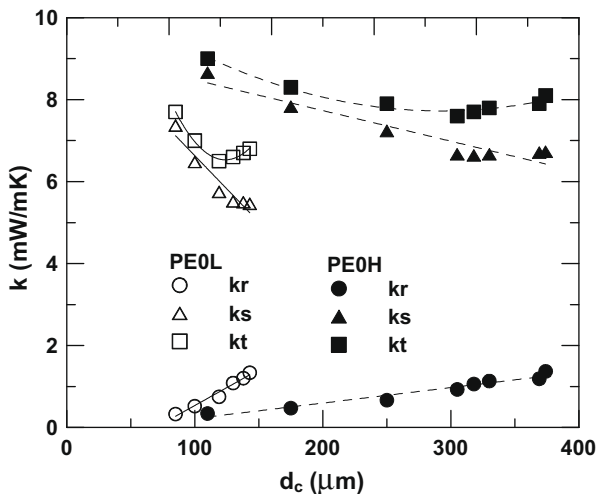 10
8
6
4
2
0
k (mW/mK)
PE0L PE0H
kr kr
ks ks
kt kt
0 100 200 300 400
d_c (μm)